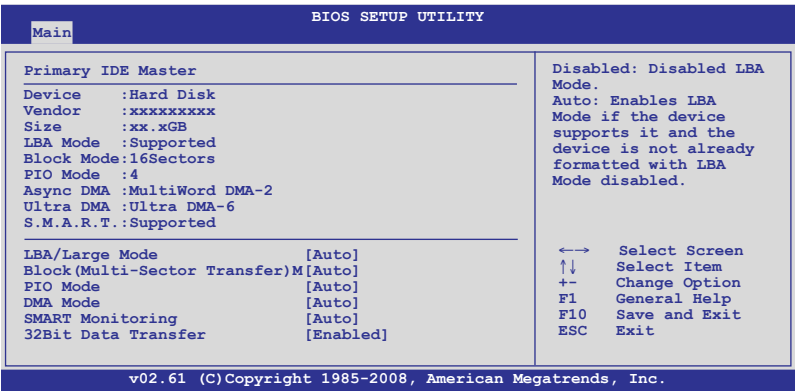 BIOS SETUP UTILITY
Main
Primary IDE Master
Device :Hard Disk
Vendor :xxxxxxxxx
Size :xx.xGB
LBA Mode :Supported
Block Mode:16Sectors
PIO Mode :4
Async DMA :MultiWord DMA-2
Ultra DMA :Ultra DMA-6
S.M.A.R.T.:Supported
LBA/Large Mode [Auto]
Block(Multi-Sector Transfer)M[Auto]
PIO Mode [Auto]
DMA Mode [Auto]
SMART Monitoring [Auto]
32Bit Data Transfer [Enabled]
Disabled: Disabled LBA
Mode.
Auto: Enables LBA
Mode if the device
supports it and the
device is not already
formatted with LBA
Mode disabled.
←→ Select Screen
↑↓ Select Item
+- Change Option
F1 General Help
F10 Save and Exit
ESC Exit
v02.61 (C)Copyright 1985-2008, American Megatrends, Inc.